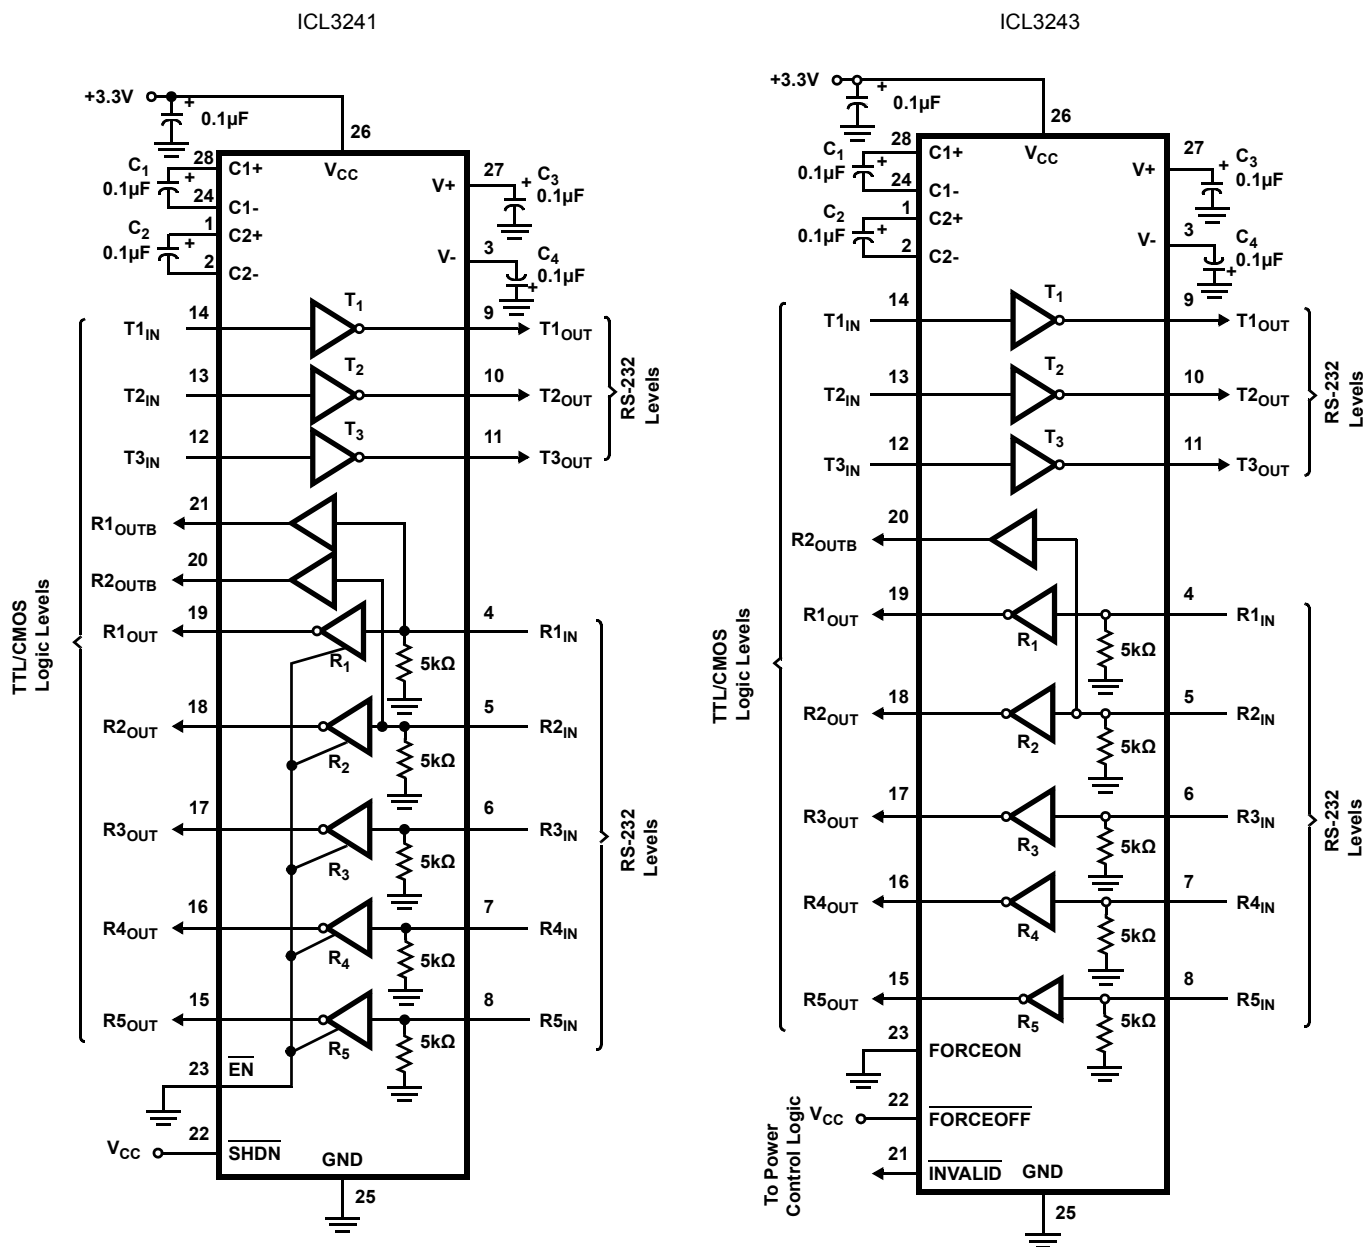 ICL3241
+3.3V
+
0.1µF
26
C1
0.1µF
+
28
C1+
VCC
24
C1-
27
V+
+
C3
0.1µF
C2
0.1µF
+
1
C2+
2
C2-
3
V-
C4
0.1µF
+
T1IN
14
T1
9
T1OUT
T2IN
13
T2
10
T2OUT
T3IN
12
T3
11
T3OUT
RS-232
Levels
R1OUTB
21
R2OUTB
20
R1OUT
19
R1
5kΩ
4
R1IN
R2OUT
18
R2
5kΩ
5
R2IN
R3OUT
17
R3
5kΩ
6
R3IN
R4OUT
16
R4
5kΩ
7
R4IN
R5OUT
15
R5
5kΩ
8
R5IN
TTL/CMOS
Logic Levels
RS-232
Levels
23
EN
VCC
22
SHDN
GND
25
ICL3243
+3.3V
+
0.1µF
26
C1
0.1µF
+
28
C1+
VCC
24
C1-
27
V+
+
C3
0.1µF
C2
0.1µF
+
1
C2+
2
C2-
3
V-
C4
0.1µF
+
T1IN
14
T1
9
T1OUT
T2IN
13
T2
10
T2OUT
T3IN
12
T3
11
T3OUT
RS-232
Levels
R2OUTB
20
R1OUT
19
R1
5kΩ
4
R1IN
R2OUT
18
R2
5kΩ
5
R2IN
R3OUT
17
R3
5kΩ
6
R3IN
R4OUT
16
R4
5kΩ
7
R4IN
R5OUT
15
R5
5kΩ
8
R5IN
TTL/CMOS
Logic Levels
RS-232
Levels
23
FORCEON
VCC
22
FORCEOFF
21
INVALID
To Power
Control Logic
GND
25